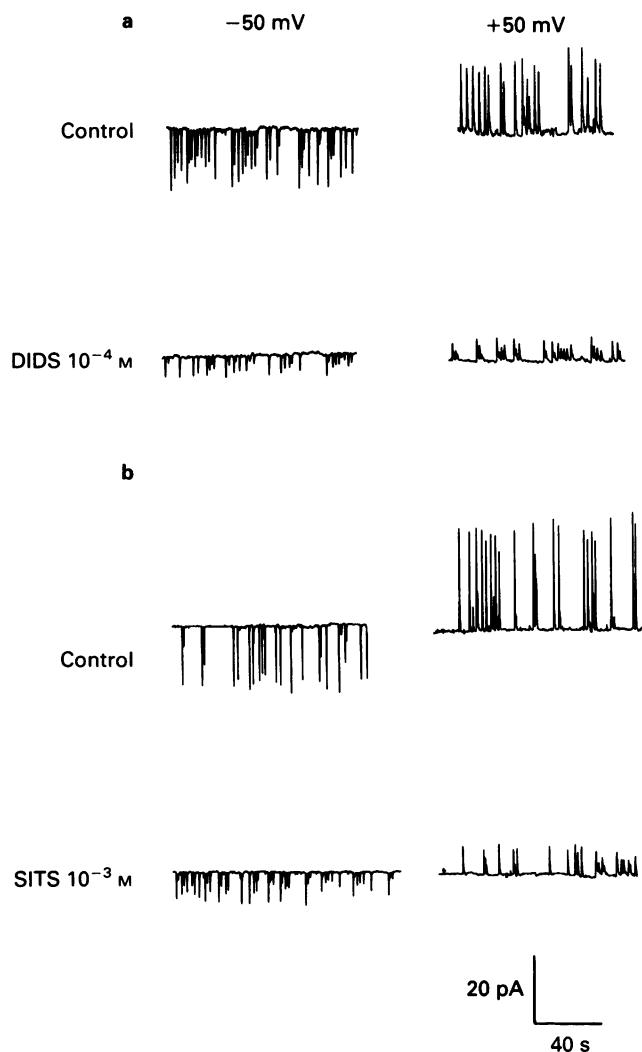 a −50 mV +50 mV
Control
DIDS 10⁻⁴ M
b
Control
SITS 10⁻³ M
20 pA
40 s